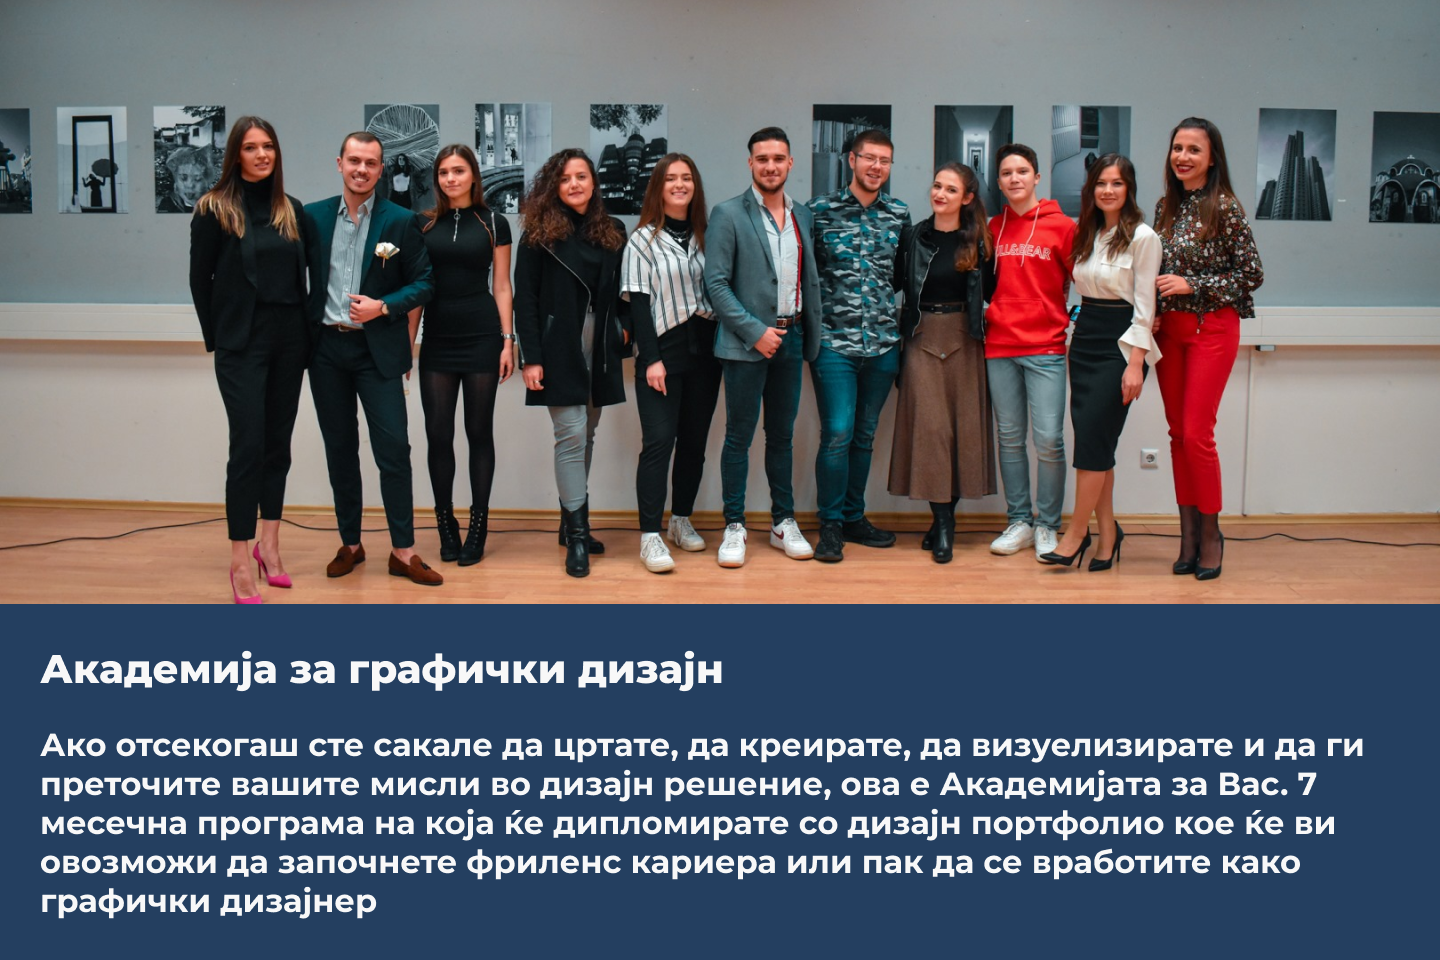 Академија за графички дизајн
Ако отсекогаш сте сакале да цртате, да креирате, да визуелизирате и да ги
преточите вашите мисли во дизајн решение, ова е Академијата за Вас. 7
месечна програма на која ќе дипломирате со дизајн портфолио кое ќе ви
овозможи да започнете фриленс кариера или пак да се вработите како
графички дизајнер